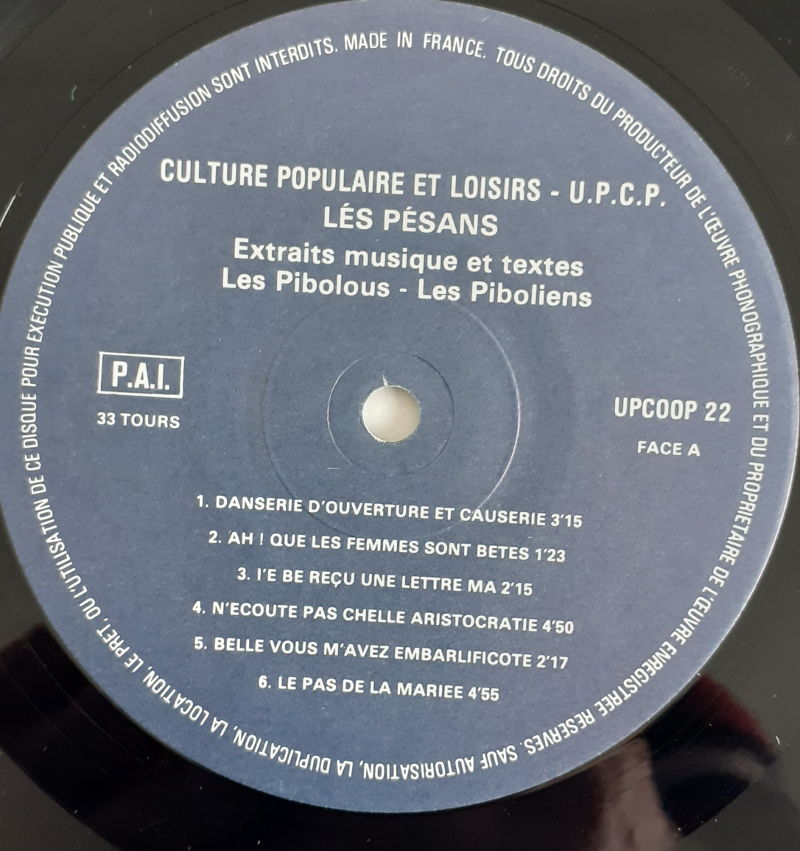 TOUS DROITS DU PRODUCTEUR DE L'ŒUVRE PHONOGRAPHIQUE ET DU PROPRIETAIRE DE L'ŒUVRE ENREGISTREE RESERVES. SAUF AUTORISATION, LA DUPLICATION, LA LOCATION, LE PRET, OU L'UTILISATION DE CE DISQUE POUR EXECUTION PUBLIQUE ET RADIODIFFUSION SONT INTERDITS. MADE IN FRANCE.
CULTURE POPULAIRE ET LOISIRS - U.P.C.P.
LÉS PÉSANS
Extraits musique et textes
Les Pibolous - Les Piboliens
P.A.I.
33 TOURS
UPCOOP 22
FACE A
1. DANSERIE D'OUVERTURE ET CAUSERIE 3'15
2. AH ! QUE LES FEMMES SONT BETES 1'23
3. I'E BE REÇU UNE LETTRE MA 2'15
4. N'ECOUTE PAS CHELLE ARISTOCRATIE 4'50
5. BELLE VOUS M'AVEZ EMBARLIFICOTE 2'17
6. LE PAS DE LA MARIEE 4'55